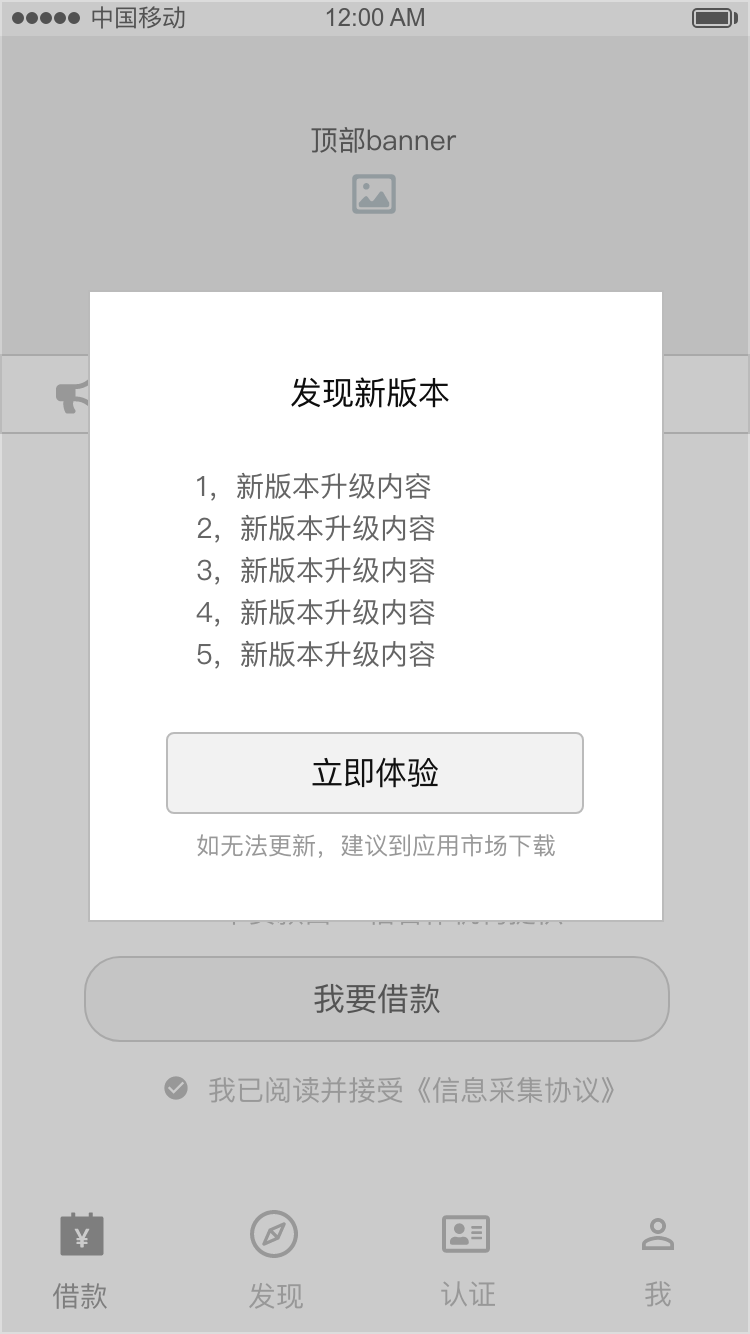 中国移动
12:00 AM
顶部banner
发现新版本
1，新版本升级内容
2，新版本升级内容
3，新版本升级内容
4，新版本升级内容
5，新版本升级内容
立即体验
如无法更新，建议到应用市场下载
我要借款
我已阅读并接受《信息采集协议》
¥
借款
发现
认证
我